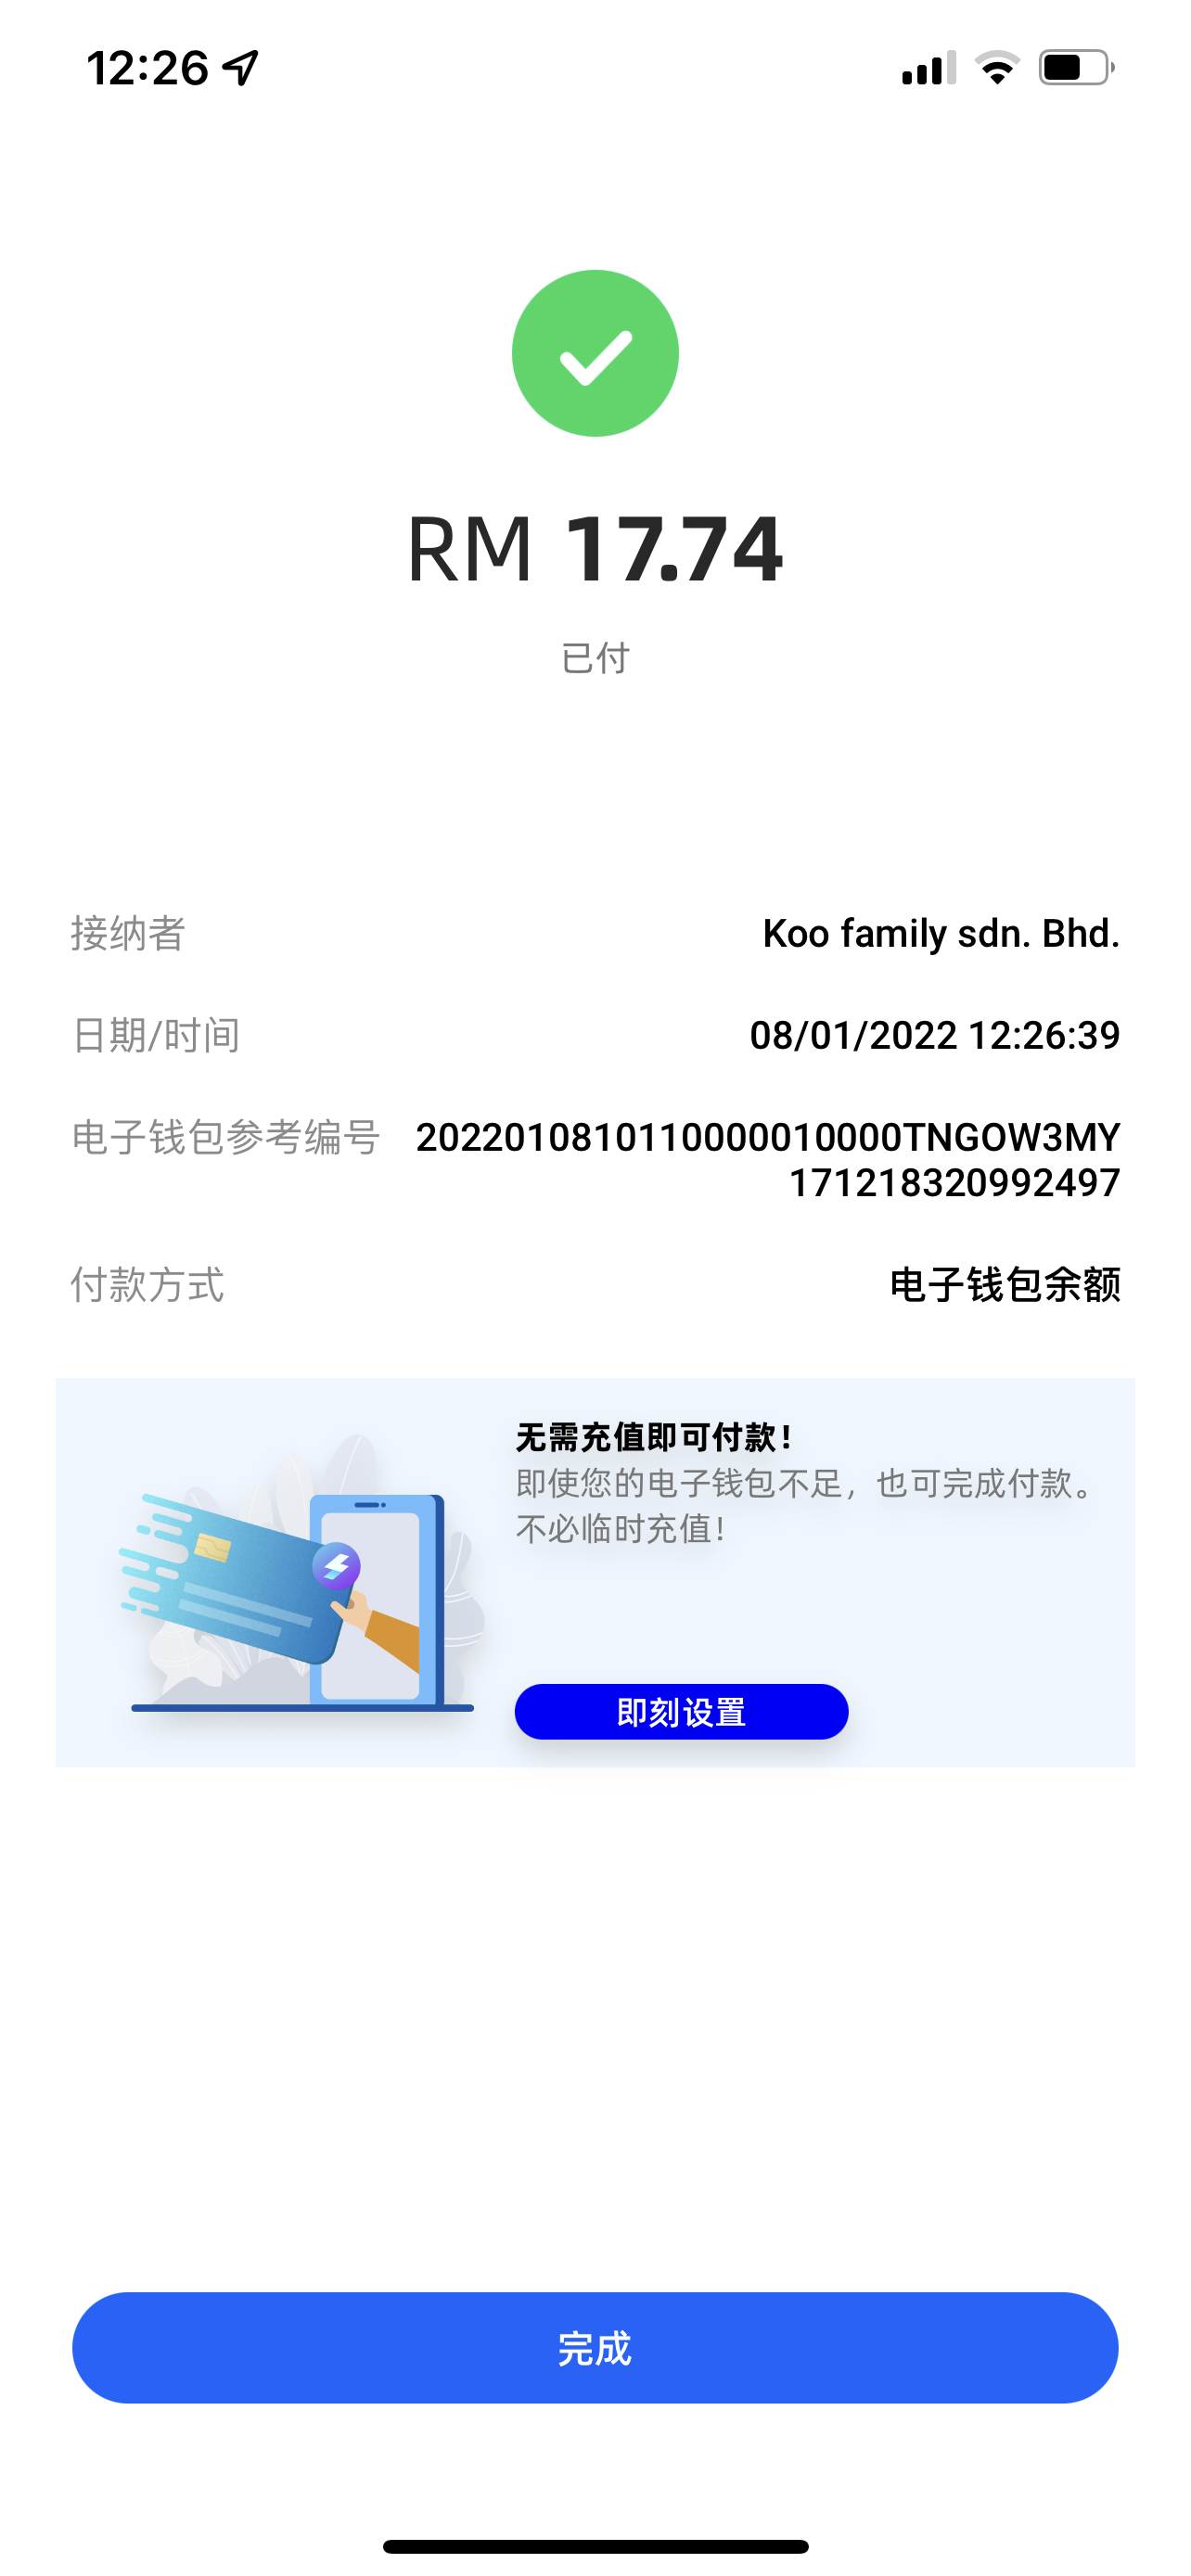 12:26
RM 17.74
已付
接纳者 Koo family sdn. Bhd.
日期/时间 08/01/2022 12:26:39
电子钱包参考编号 20220108101110000010000TNGOW3MY
171218320992497
付款方式 电子钱包余额
无需充值即可付款！
即使您的电子钱包不足，也可完成付款。
不必临时充值！
即刻设置
完成